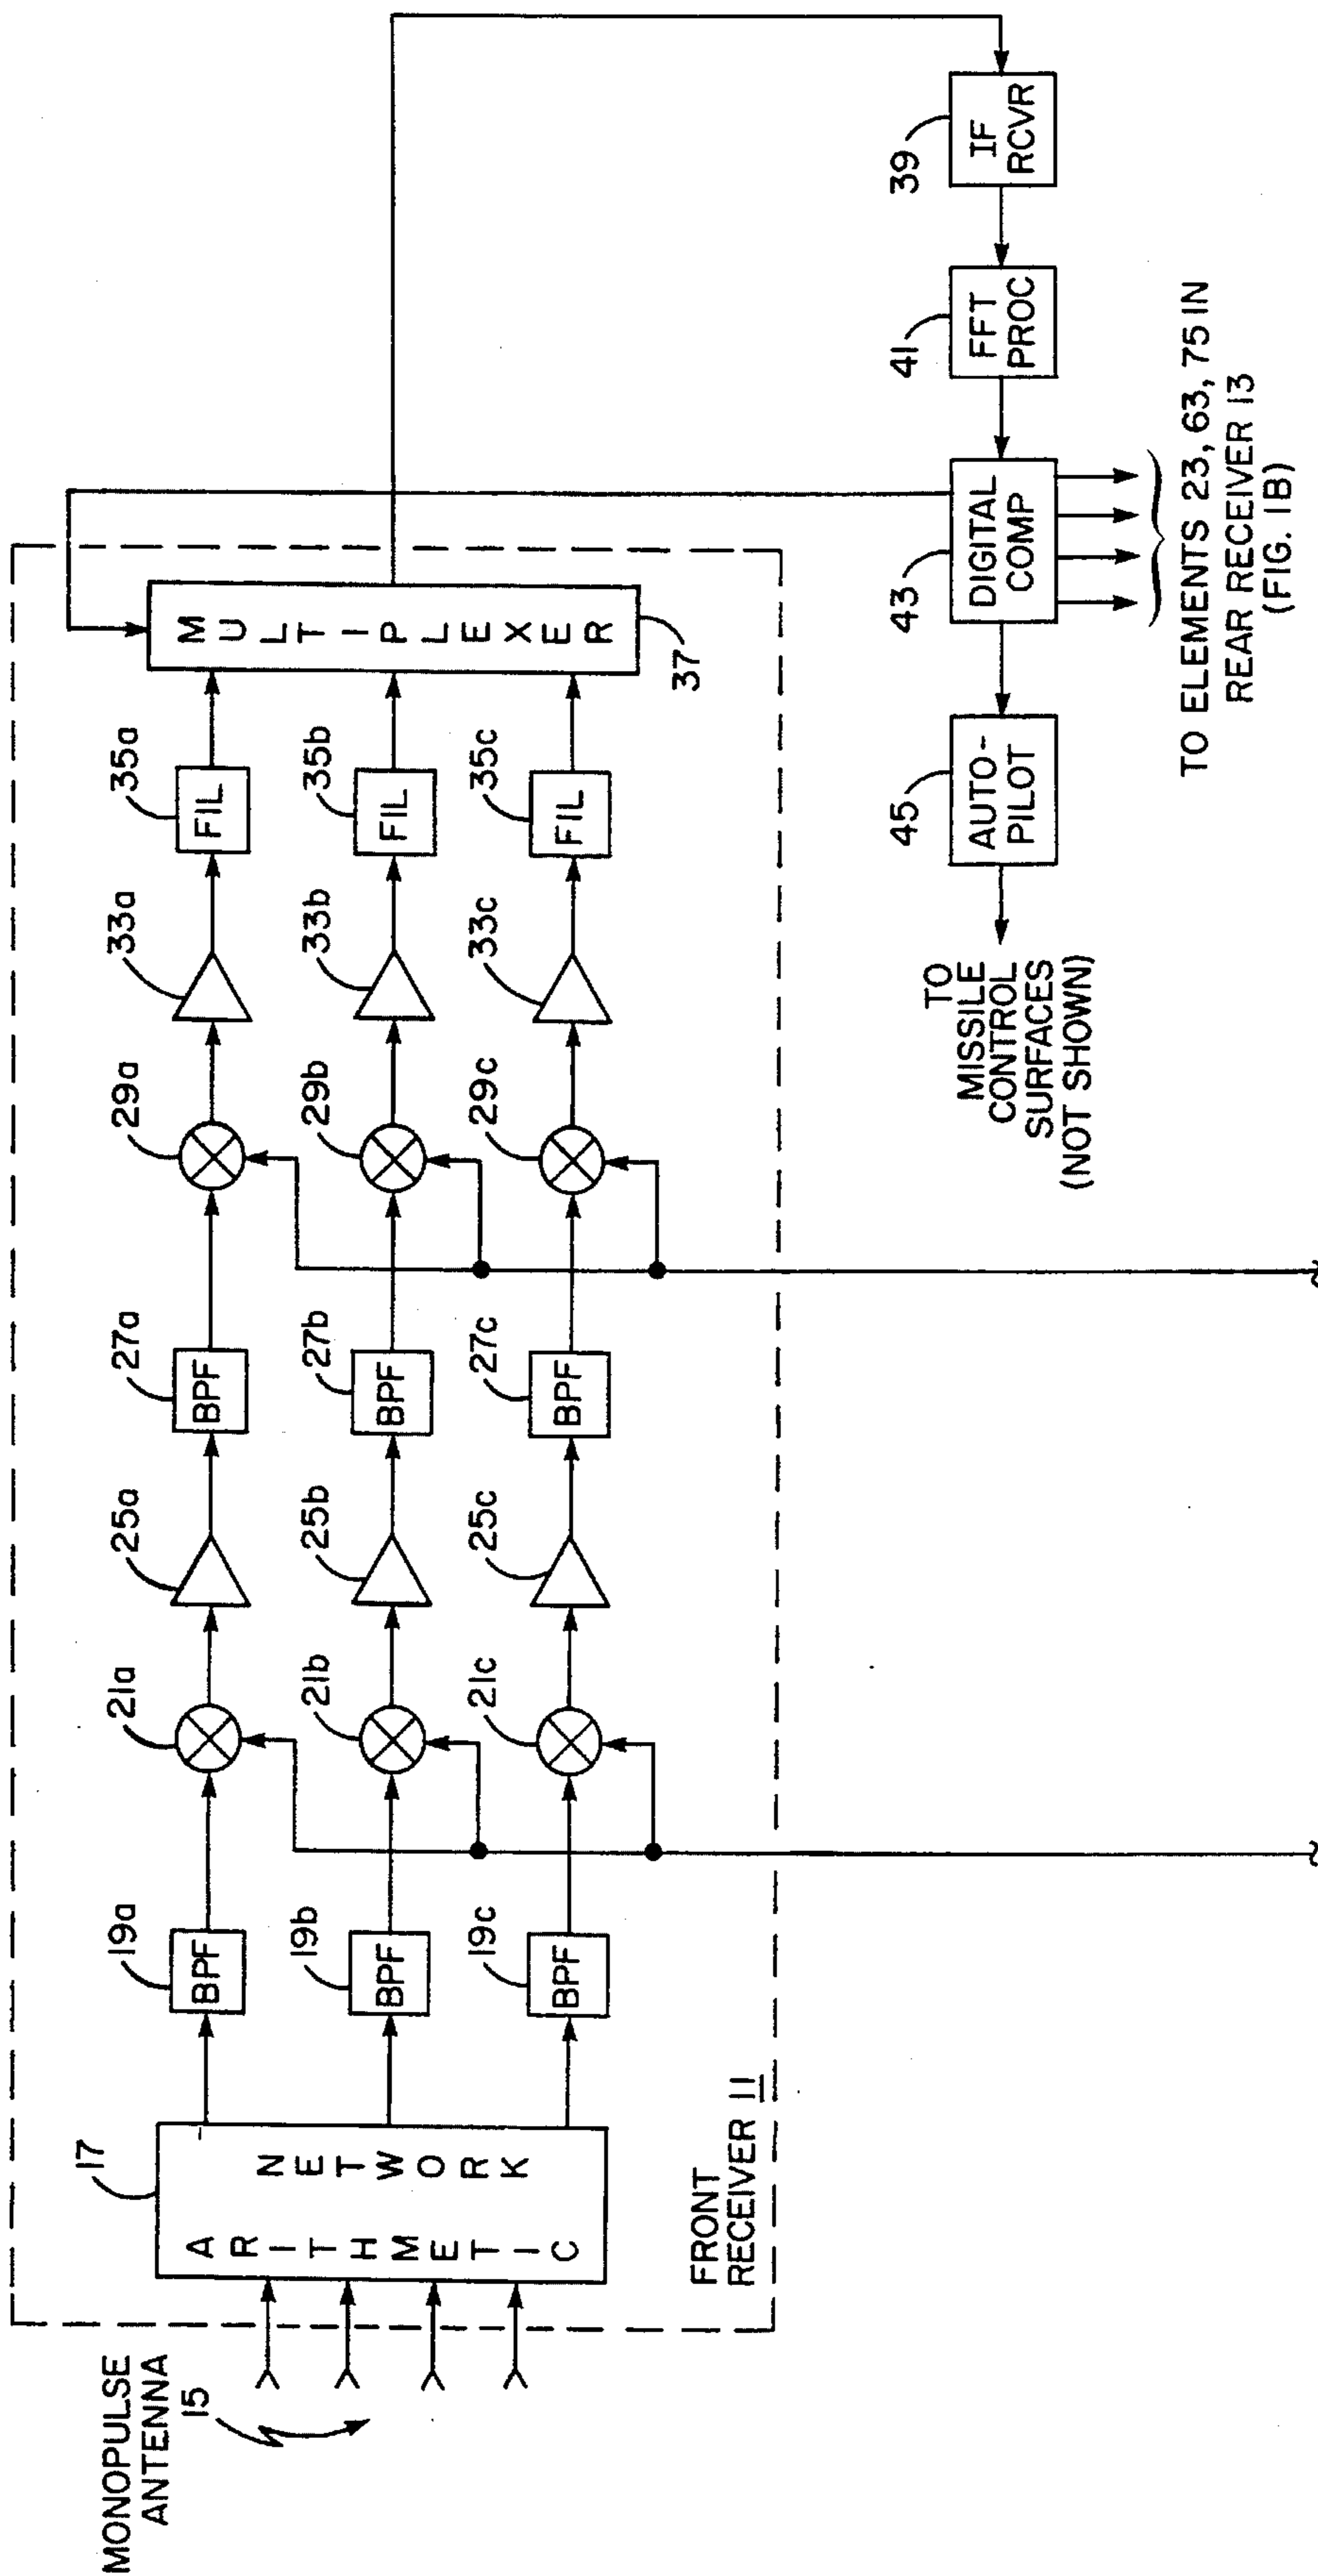 MONOPULSE
ANTENNA
15
17
ARITHMETIC
NETWORK
FRONT
RECEIVER 11
19a
BPF
21a
25a
27a
BPF
29a
33a
35a
FIL
19b
BPF
21b
25b
27b
BPF
29b
33b
35b
FIL
19c
BPF
21c
25c
27c
BPF
29c
33c
35c
FIL
MULTIPLEXER
37
39
IF
RCVR
41
FFT
PROC
43
DIGITAL
COMP
45
AUTO-
PILOT
TO
MISSILE
CONTROL
SURFACES
(NOT SHOWN)
TO ELEMENTS 23, 63, 75 IN
REAR RECEIVER 13
(FIG. 1B)